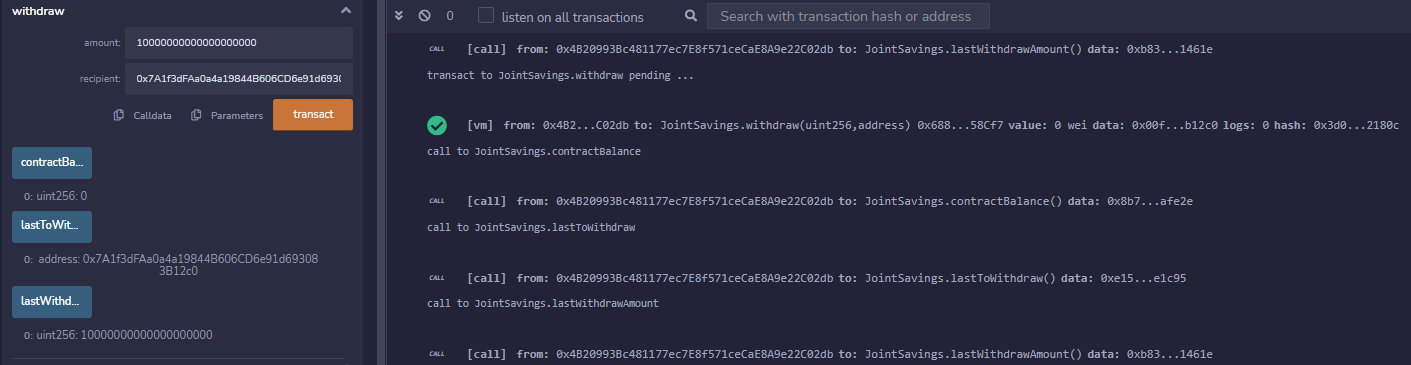 withdraw
amount: 10000000000000000000
recipient: 0x7A1f3dFAa0a4a19844B606CD6e91d6930
Calldata Parameters transact
contractBa...
0: uint256: 0
lastToWit...
0: address: 0x7A1f3dFAa0a4a19844B606CD6e91d69308
3B12c0
lastWithd...
0: uint256: 10000000000000000000
0 listen on all transactions Search with transaction hash or address
CALL [call] from: 0x4B20993Bc481177ec7E8f571ceCaE8A9e22C02db to: JointSavings.lastWithdrawAmount() data: 0xb83...1461e
transact to JointSavings.withdraw pending ...
[vm] from: 0x4B2...C02db to: JointSavings.withdraw(uint256,address) 0x688...58Cf7 value: 0 wei data: 0x00f...b12c0 logs: 0 hash: 0x3d0...2180c
call to JointSavings.contractBalance
CALL [call] from: 0x4B20993Bc481177ec7E8f571ceCaE8A9e22C02db to: JointSavings.contractBalance() data: 0x8b7...afe2e
call to JointSavings.lastToWithdraw
CALL [call] from: 0x4B20993Bc481177ec7E8f571ceCaE8A9e22C02db to: JointSavings.lastToWithdraw() data: 0xe15...e1c95
call to JointSavings.lastWithdrawAmount
CALL [call] from: 0x4B20993Bc481177ec7E8f571ceCaE8A9e22C02db to: JointSavings.lastWithdrawAmount() data: 0xb83...1461e